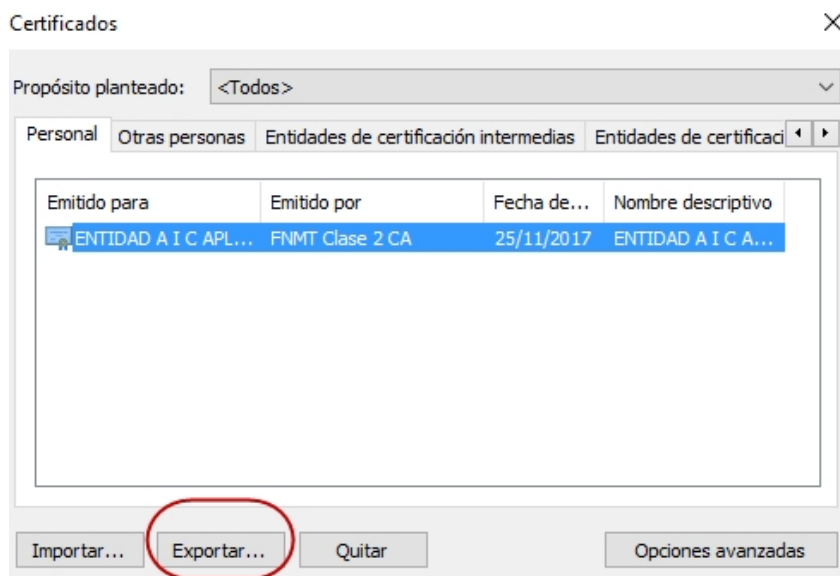 Certificados
Propósito planteado: <Todos>
Personal Otras personas Entidades de certificación intermedias Entidades de certificaci
Emitido para Emitido por Fecha de... Nombre descriptivo
ENTIDAD A I C APL... FNMT Clase 2 CA 25/11/2017 ENTIDAD A I C A...
Importar... Exportar... Quitar Opciones avanzadas